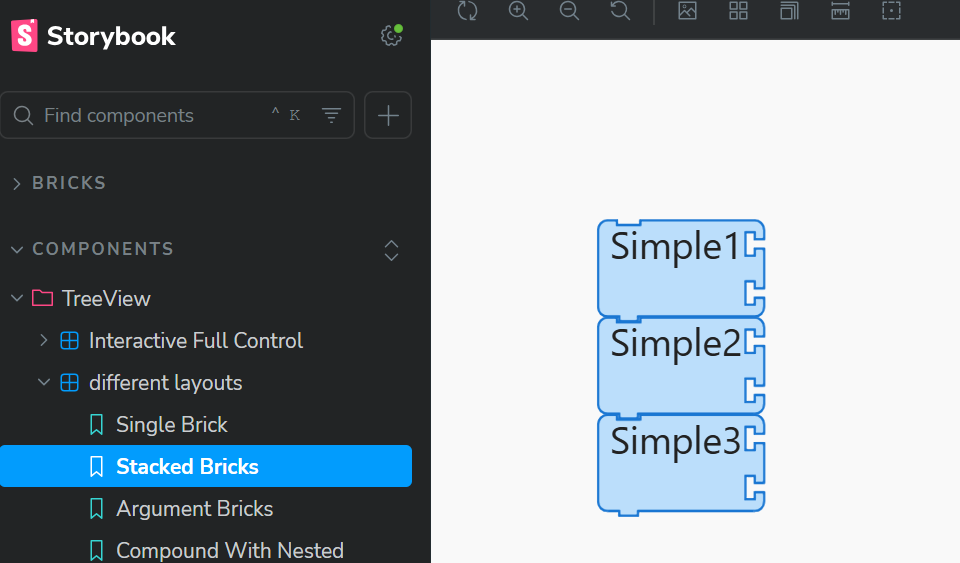 Storybook
Find components ^ K
BRICKS
COMPONENTS
TreeView
Interactive Full Control
different layouts
Single Brick
Stacked Bricks
Argument Bricks
Compound With Nested
Simple1
Simple2
Simple3